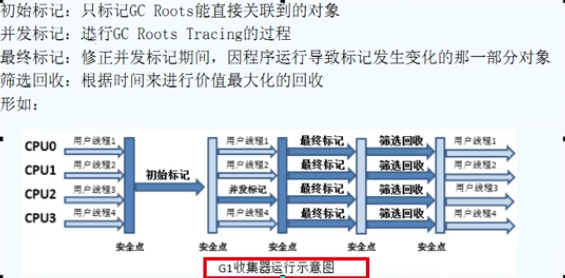 初始标记：只标记GC Roots能直接关联到的对象
并发标记：进行GC Roots Tracing的过程
最终标记：修正并发标记期间，因程序运行导致标记发生变化的那一部分对象
筛选回收：根据时间来进行价值最大化的回收
形如：
CPU0 用户线程1 用户线程1 最终标记 筛选回收 用户线程1
CPU1 用户线程2 初始标记 用户线程2 最终标记 筛选回收 用户线程2
CPU2 用户线程3 并发标记 最终标记 筛选回收 用户线程3
CPU3 用户线程4 用户线程4 最终标记 筛选回收 用户线程4
安全点 安全点 安全点 安全点 安全点
G1收集器运行示意图